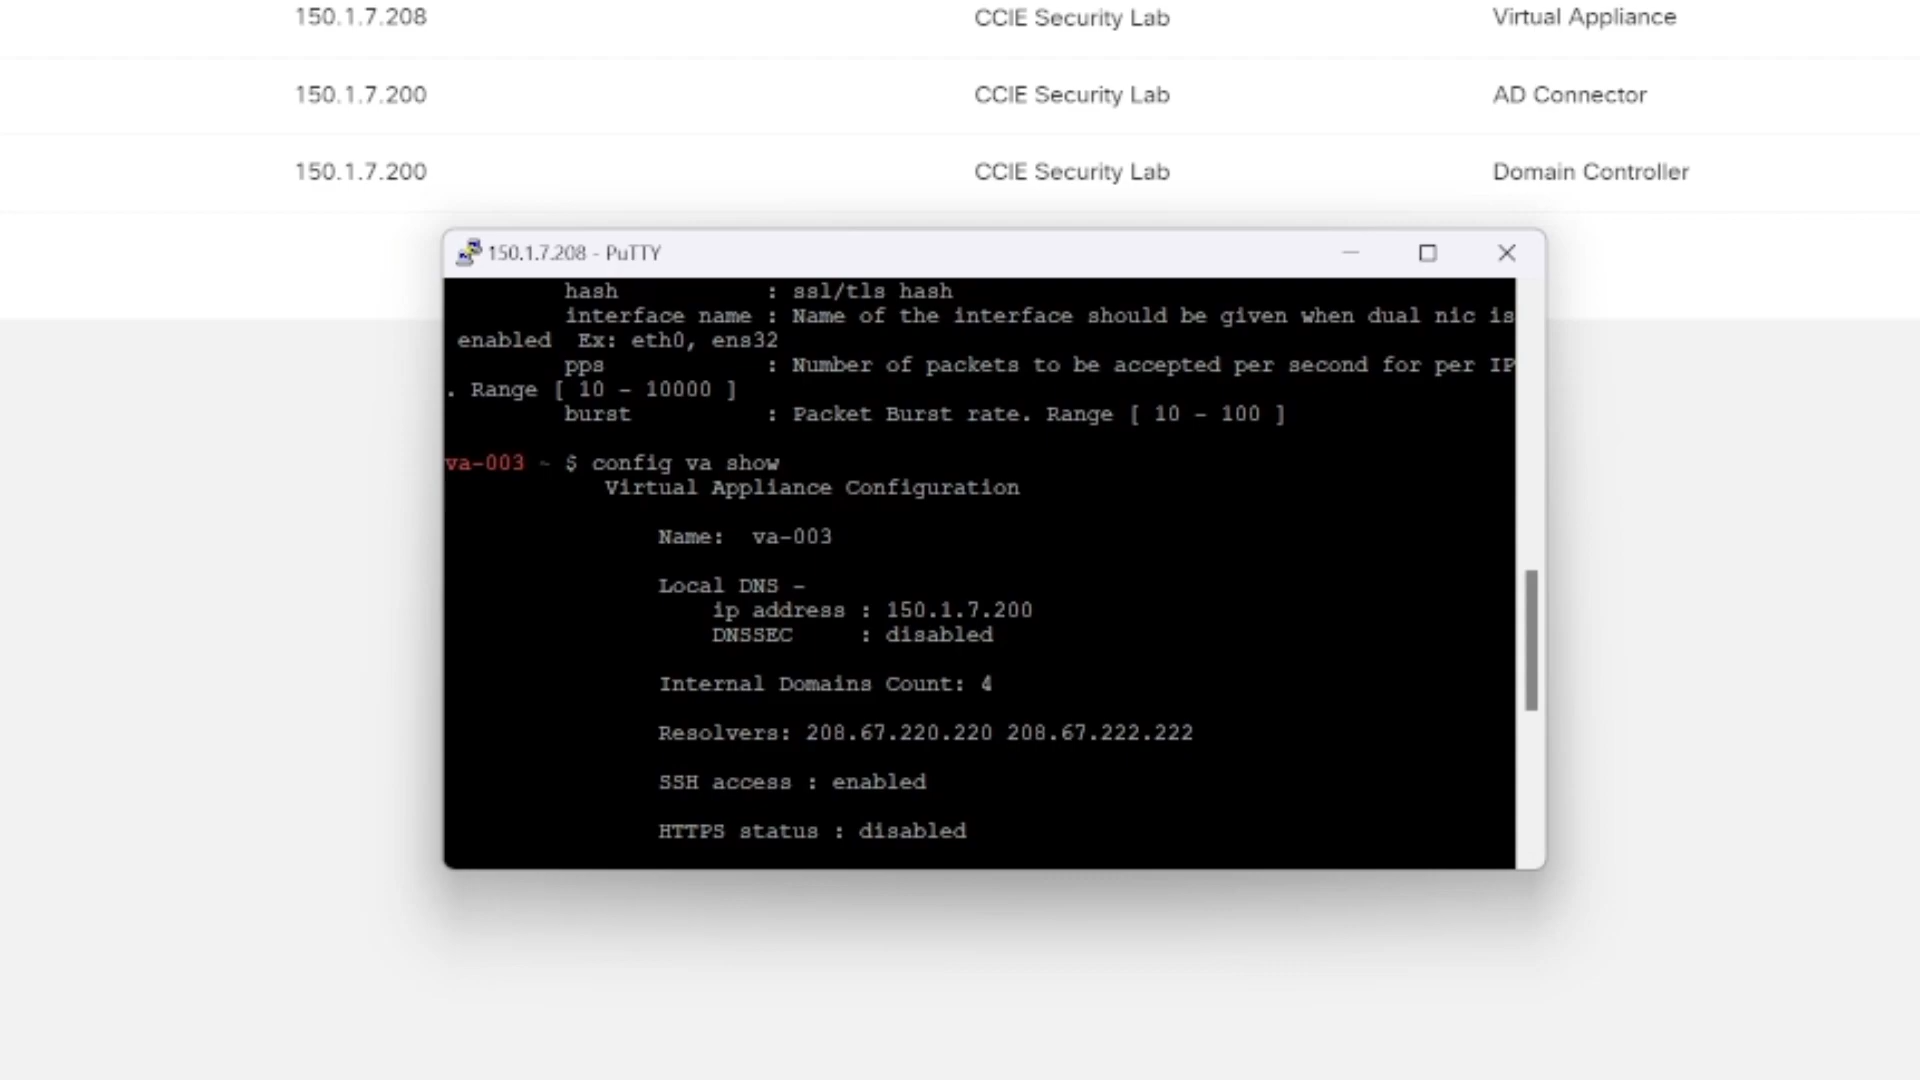 150.1.7.208 CCIE Security Lab Virtual Appliance
150.1.7.200 CCIE Security Lab AD Connector
150.1.7.200 CCIE Security Lab Domain Controller
150.1.7.208 - PuTTY
hash : ssl/tls hash
interface name : Name of the interface should be given when dual nic is
enabled Ex: eth0, ens32
pps : Number of packets to be accepted per second for per IP
. Range [ 10 - 10000 ]
burst : Packet Burst rate. Range [ 10 - 100 ]
va-003 ~ $ config va show
Virtual Appliance Configuration
Name: va-003
Local DNS -
ip address : 150.1.7.200
DNSSEC : disabled
Internal Domains Count: 4
Resolvers: 208.67.220.220 208.67.222.222
SSH access : enabled
HTTPS status : disabled